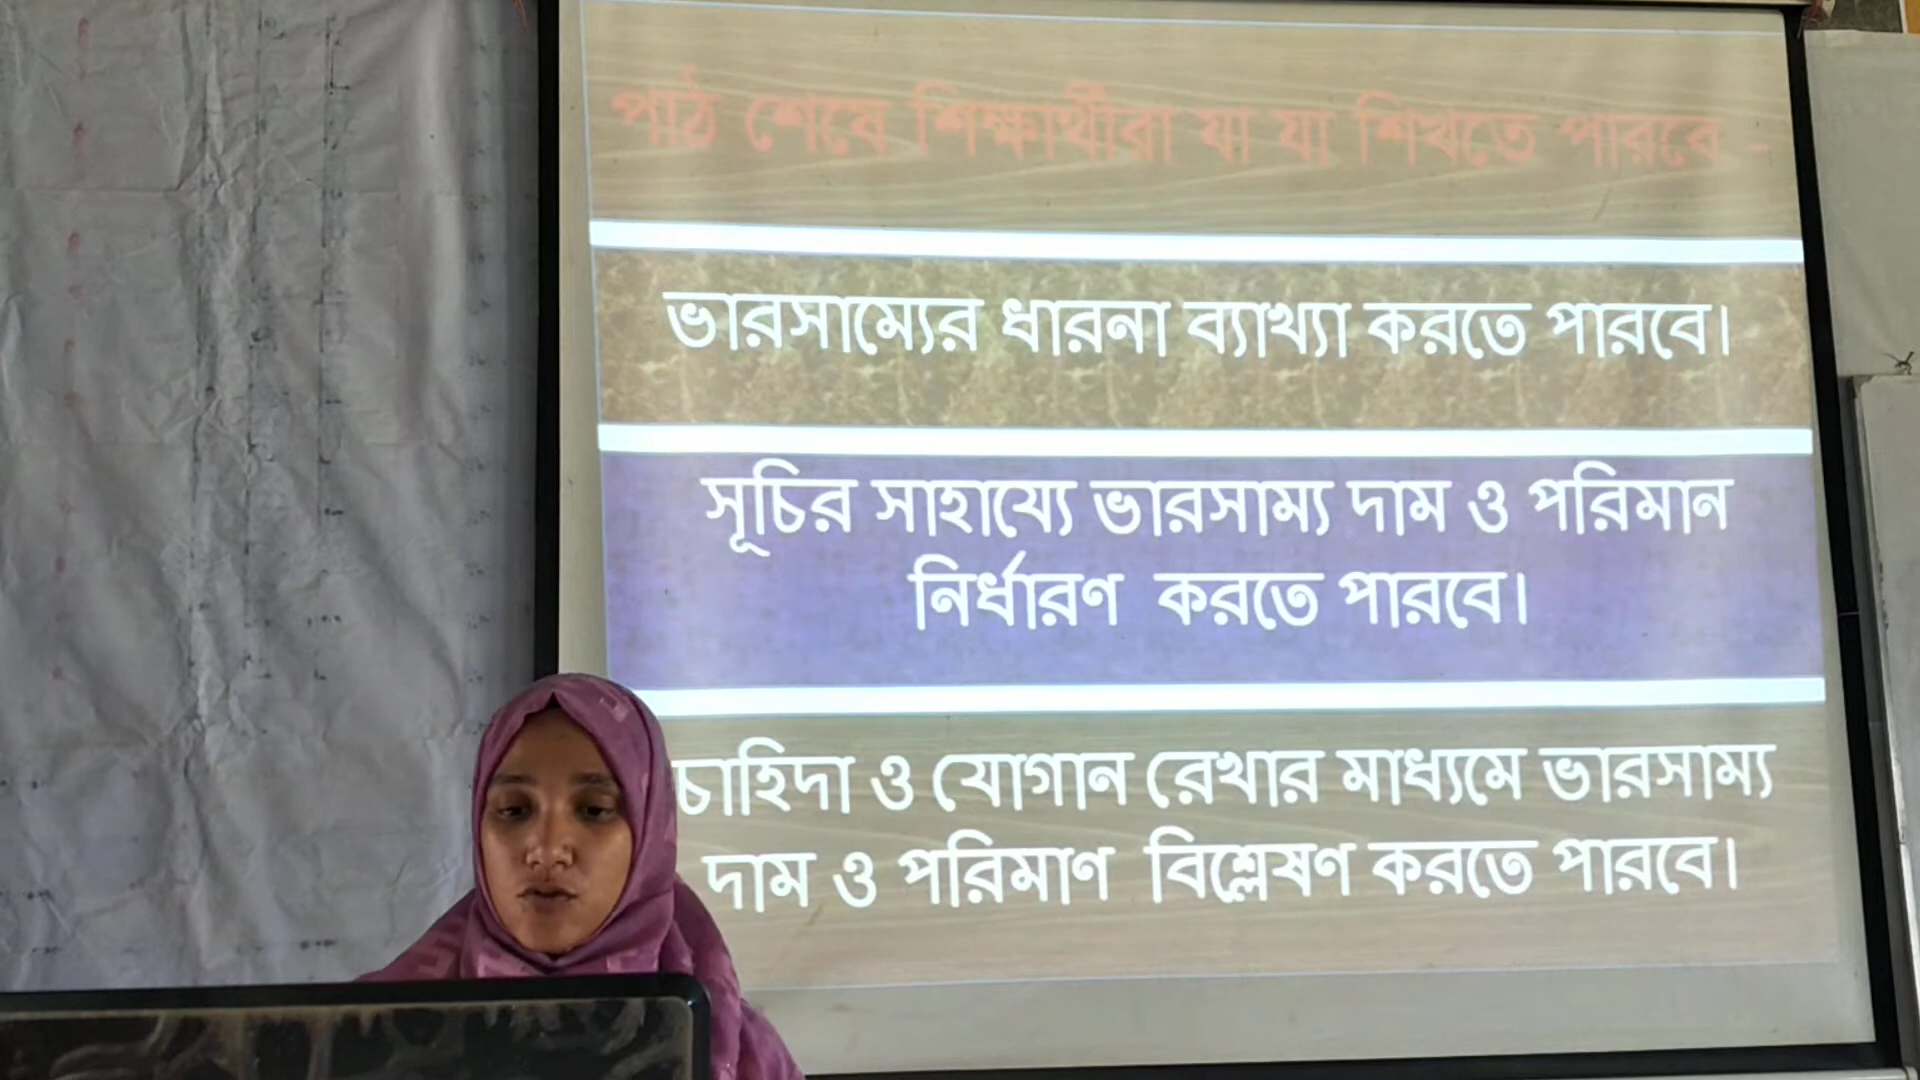 পাঠ শেষে শিক্ষার্থীরা যা যা শিখতে পারবে -
ভারসাম্যের ধারনা ব্যাখ্যা করতে পারবে।
সূচির সাহায্যে ভারসাম্য দাম ও পরিমান
নির্ধারণ করতে পারবে।
চাহিদা ও যোগান রেখার মাধ্যমে ভারসাম্য
দাম ও পরিমাণ বিশ্লেষণ করতে পারবে।